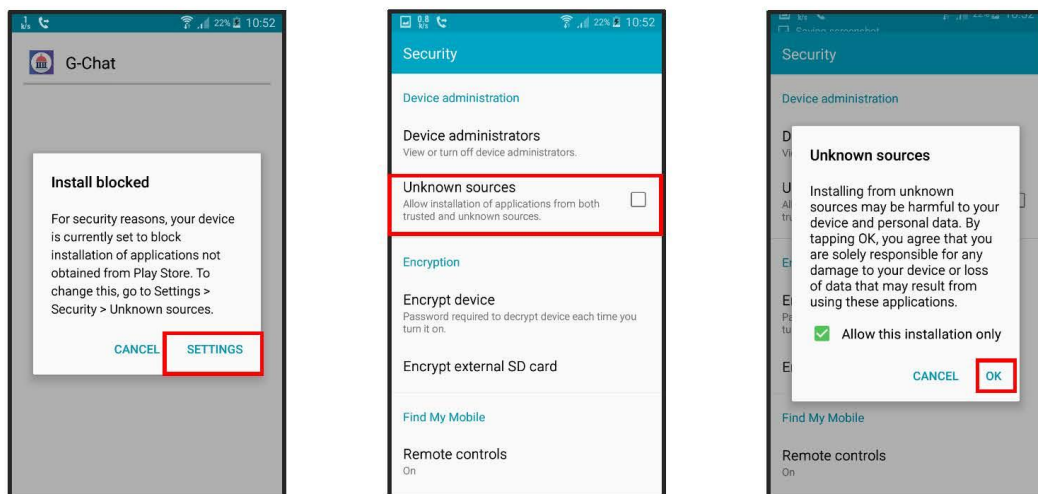 1
k/s
22% 10:52
G-Chat
Install blocked
For security reasons, your device
is currently set to block
installation of applications not
obtained from Play Store. To
change this, go to Settings >
Security > Unknown sources.
CANCEL SETTINGS
0,8
k/s
22% 10:52
Security
Device administration
Device administrators
View or turn off device administrators.
Unknown sources
Allow installation of applications from both
trusted and unknown sources.
Encryption
Encrypt device
Password required to decrypt device each time you
turn it on.
Encrypt external SD card
Find My Mobile
Remote controls
On
Saving screenshot
Security
Device administration
Unknown sources
Installing from unknown
sources may be harmful to your
device and personal data. By
tapping OK, you agree that you
are solely responsible for any
damage to your device or loss
of data that may result from
using these applications.
Allow this installation only
CANCEL OK
Find My Mobile
Remote controls
On